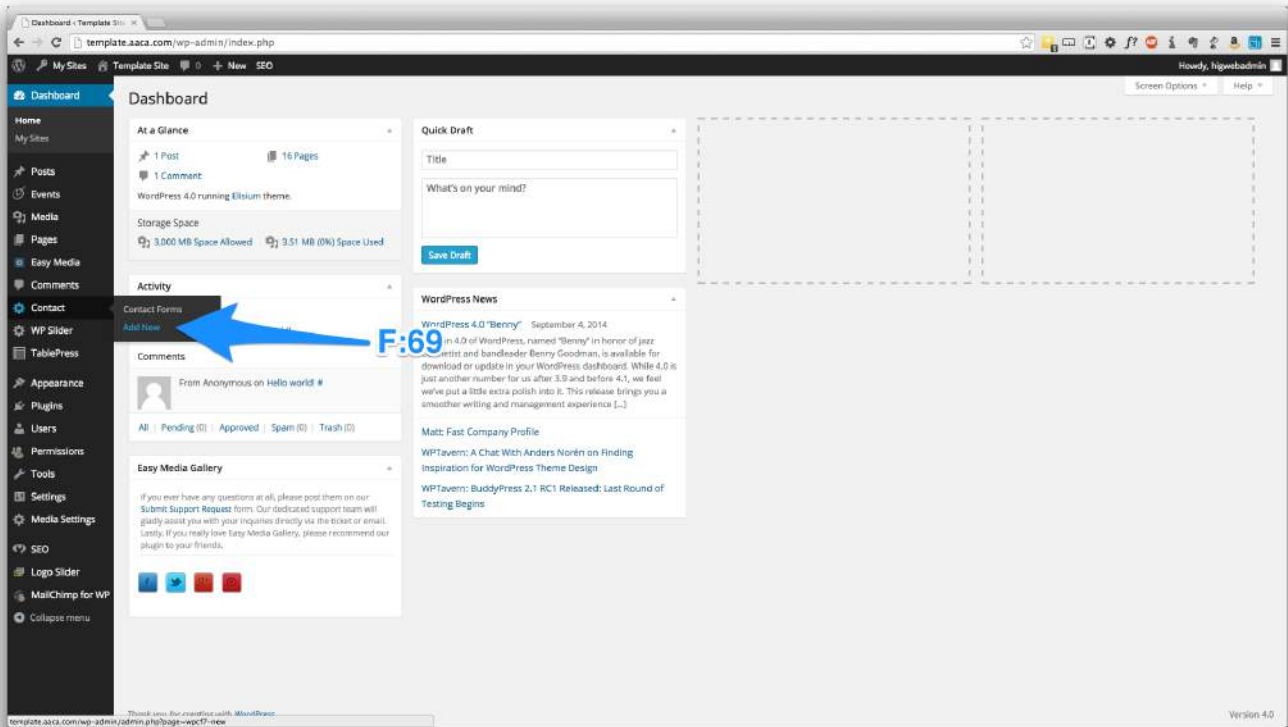 Dashboard ‹ Template Sit
template.aaca.com/wp-admin/index.php
My Sites Template Site 0 + New SEO
Howdy, higwebadmin
Dashboard
Home
My Sites
Posts
Events
Media
Pages
Easy Media
Comments
Contact
WP Slider
TablePress
Appearance
Plugins
Users
Permissions
Tools
Settings
Media Settings
SEO
Logo Slider
MailChimp for WP
Collapse menu
Contact Forms
Add New
F:69
Screen Options Help
Dashboard
At a Glance
1 Post 16 Pages
1 Comment
WordPress 4.0 running Elisium theme.
Storage Space
3,000 MB Space Allowed 3.51 MB (0%) Space Used
Activity
Comments
From Anonymous on Hello world! #
All | Pending (0) | Approved | Spam (0) | Trash (0)
Easy Media Gallery
If you ever have any questions at all, please post them on our
Submit Support Request form. Our dedicated support team will
gladly assist you with your inquiries directly via the ticket or email.
Lastly, if you really love Easy Media Gallery, please recommend our
plugin to your friends.
Quick Draft
Title
What's on your mind?
Save Draft
WordPress News
WordPress 4.0 "Benny" September 4, 2014
4.0 of WordPress, named "Benny" in honor of jazz
and bandleader Benny Goodman, is available for
download or update in your WordPress dashboard. While 4.0 is
just another number for us after 3.9 and before 4.1, we feel
we've put a little extra polish into it. This release brings you a
smoother writing and management experience [...]
Matt: Fast Company Profile
WPTavern: A Chat With Anders Norén on Finding
Inspiration for WordPress Theme Design
WPTavern: BuddyPress 2.1 RC1 Released: Last Round of
Testing Begins
Thank you for creating with WordPress.
Version 4.0
template.aaca.com/wp-admin/admin.php?page=wpcf7-new